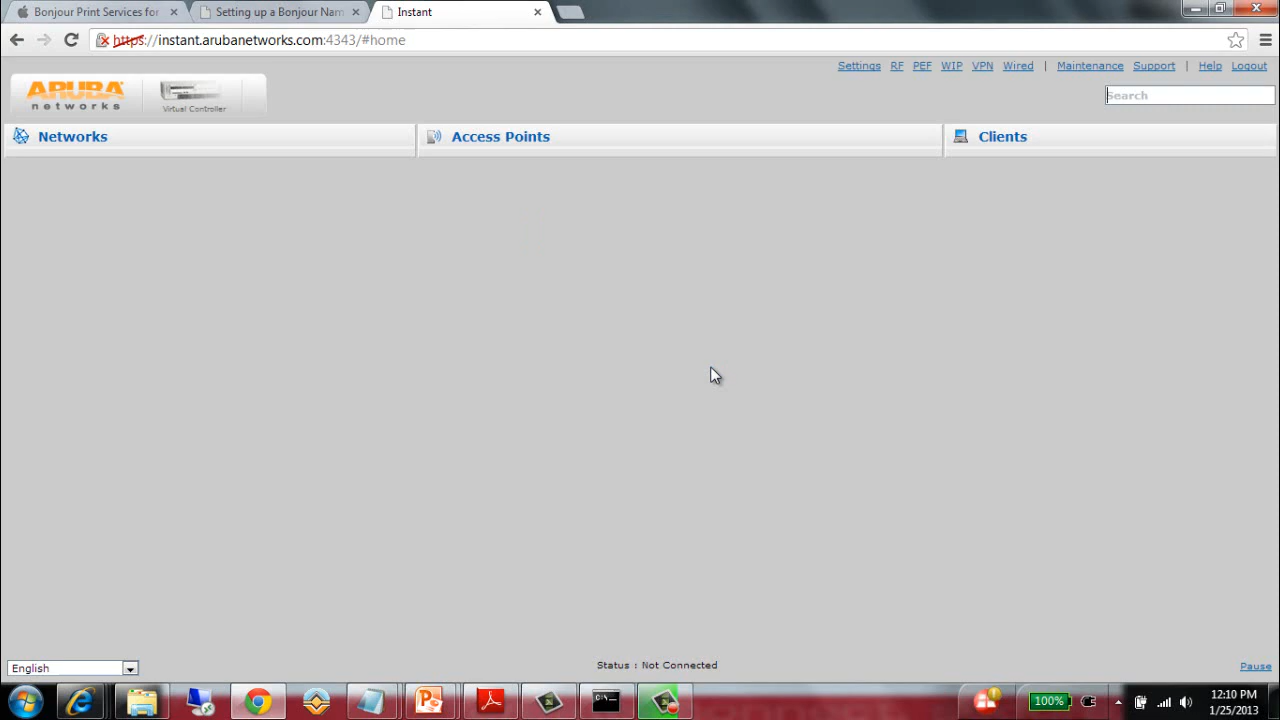 Bonjour Print Services for
Setting up a Bonjour Nam
Instant
https://instant.arubanetworks.com:4343/#home
Settings RF PEF WIP VPN Wired | Maintenance Support | Help Logout
ARUBA
networks
Virtual Controller
Search
Networks
Access Points
Clients
English
Status : Not Connected
Pause
100%
12:10 PM
1/25/2013